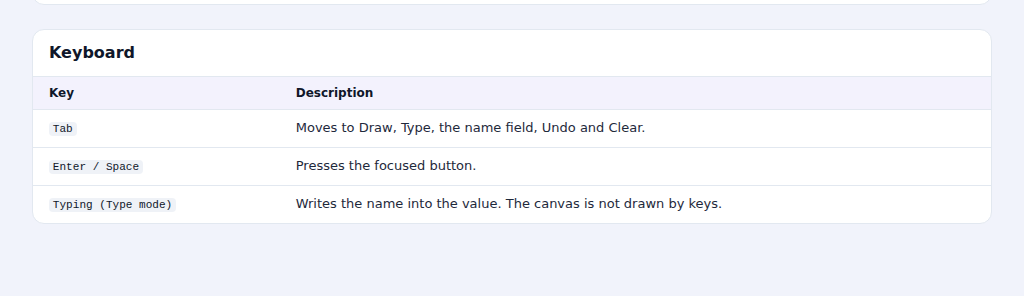 Keyboard
Key Description
Tab Moves to Draw, Type, the name field, Undo and Clear.
Enter / Space Presses the focused button.
Typing (Type mode) Writes the name into the value. The canvas is not drawn by keys.